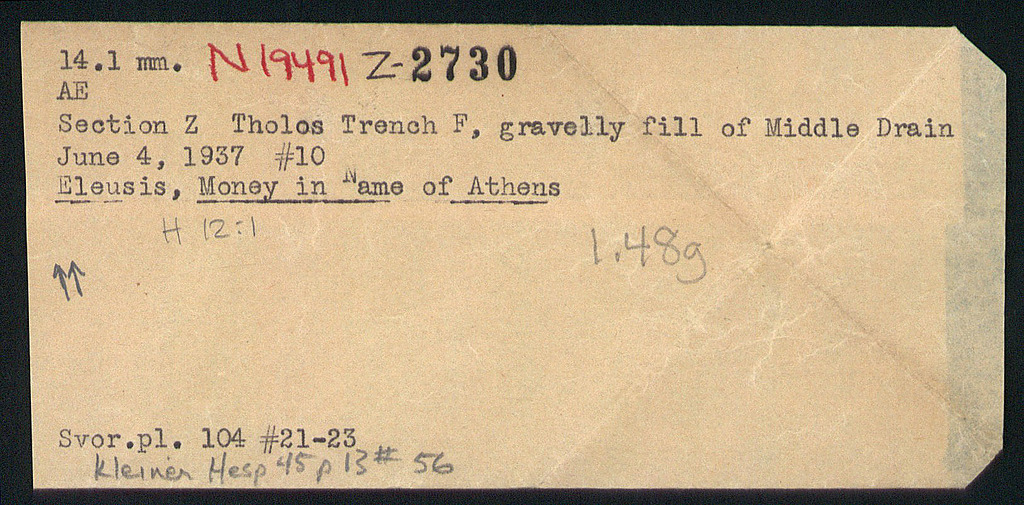 14.1 mm. N19491 Z-2730
AE
Section Z Tholos Trench F, gravelly fill of Middle Drain
June 4, 1937 #10
Eleusis, Money in Name of Athens
H 12:1
1.48g
↑↑
Svor.pl. 104 #21-23
Kleiner Hesp 45 p 13 # 56